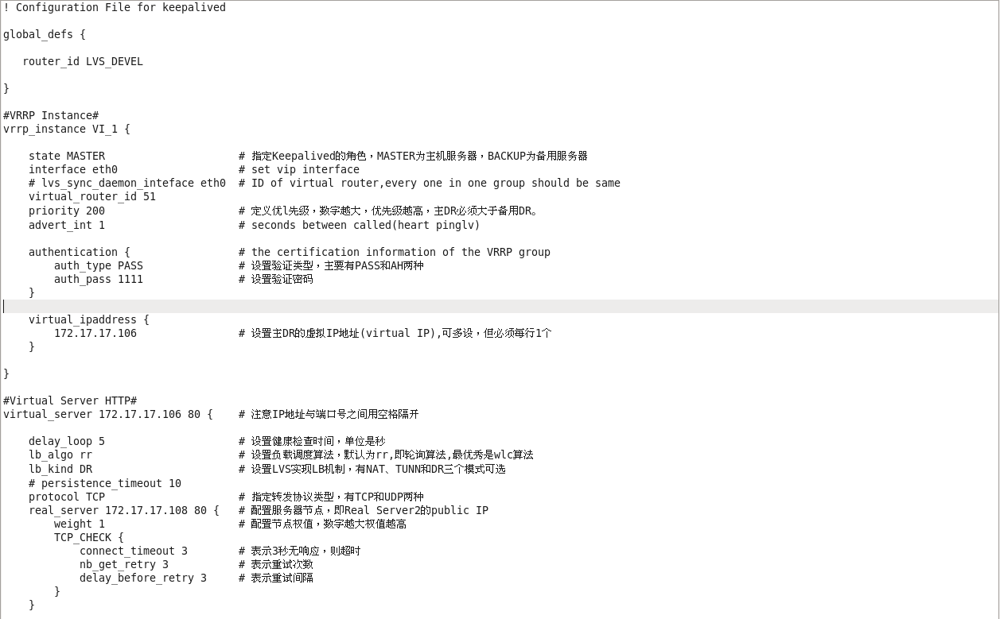 ! Configuration File for keepalived
global_defs {
router_id LVS_DEVEL
}
#VRRP Instance#
vrrp_instance VI_1 {
state MASTER # 指定Keepalived的角色，MASTER为主机服务器，BACKUP为备用服务器
interface eth0 # set vip interface
# lvs_sync_daemon_inteface eth0 # ID of virtual router,every one in one group should be same
virtual_router_id 51
priority 200 # 定义优l先级，数字越大，优先级越高，主DR必须大于备用DR。
advert_int 1 # seconds between called(heart pinglv)
authentication { # the certification information of the VRRP group
auth_type PASS # 设置验证类型，主要有PASS和AH两种
auth_pass 1111 # 设置验证密码
}
virtual_ipaddress {
172.17.17.106 # 设置主DR的虚拟IP地址(virtual IP),可多设，但必须每行1个
}
}
#Virtual Server HTTP#
virtual_server 172.17.17.106 80 { # 注意IP地址与端口号之间用空格隔开
delay_loop 5 # 设置健康检查时间，单位是秒
lb_algo rr # 设置负载调度算法，默认为rr,即轮询算法,最优秀是wlc算法
lb_kind DR # 设置LVS实现LB机制，有NAT、TUNN和DR三个模式可选
# persistence_timeout 10
protocol TCP # 指定转发协议类型，有TCP和UDP两种
real_server 172.17.17.108 80 { # 配置服务器节点，即Real Server2的public IP
weight 1 # 配置节点权值，数字越大权值越高
TCP_CHECK {
connect_timeout 3 # 表示3秒无响应，则超时
nb_get_retry 3 # 表示重试次数
delay_before_retry 3 # 表示重试间隔
}
}